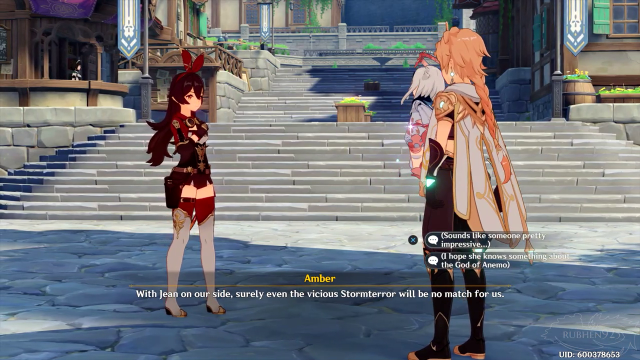 (Sounds like someone pretty
impressive...)
(I hope she knows something about
the God of Anemo)
Amber
With Jean on our side, surely even the vicious Stormterror will be no match for us.
UID: 600378653